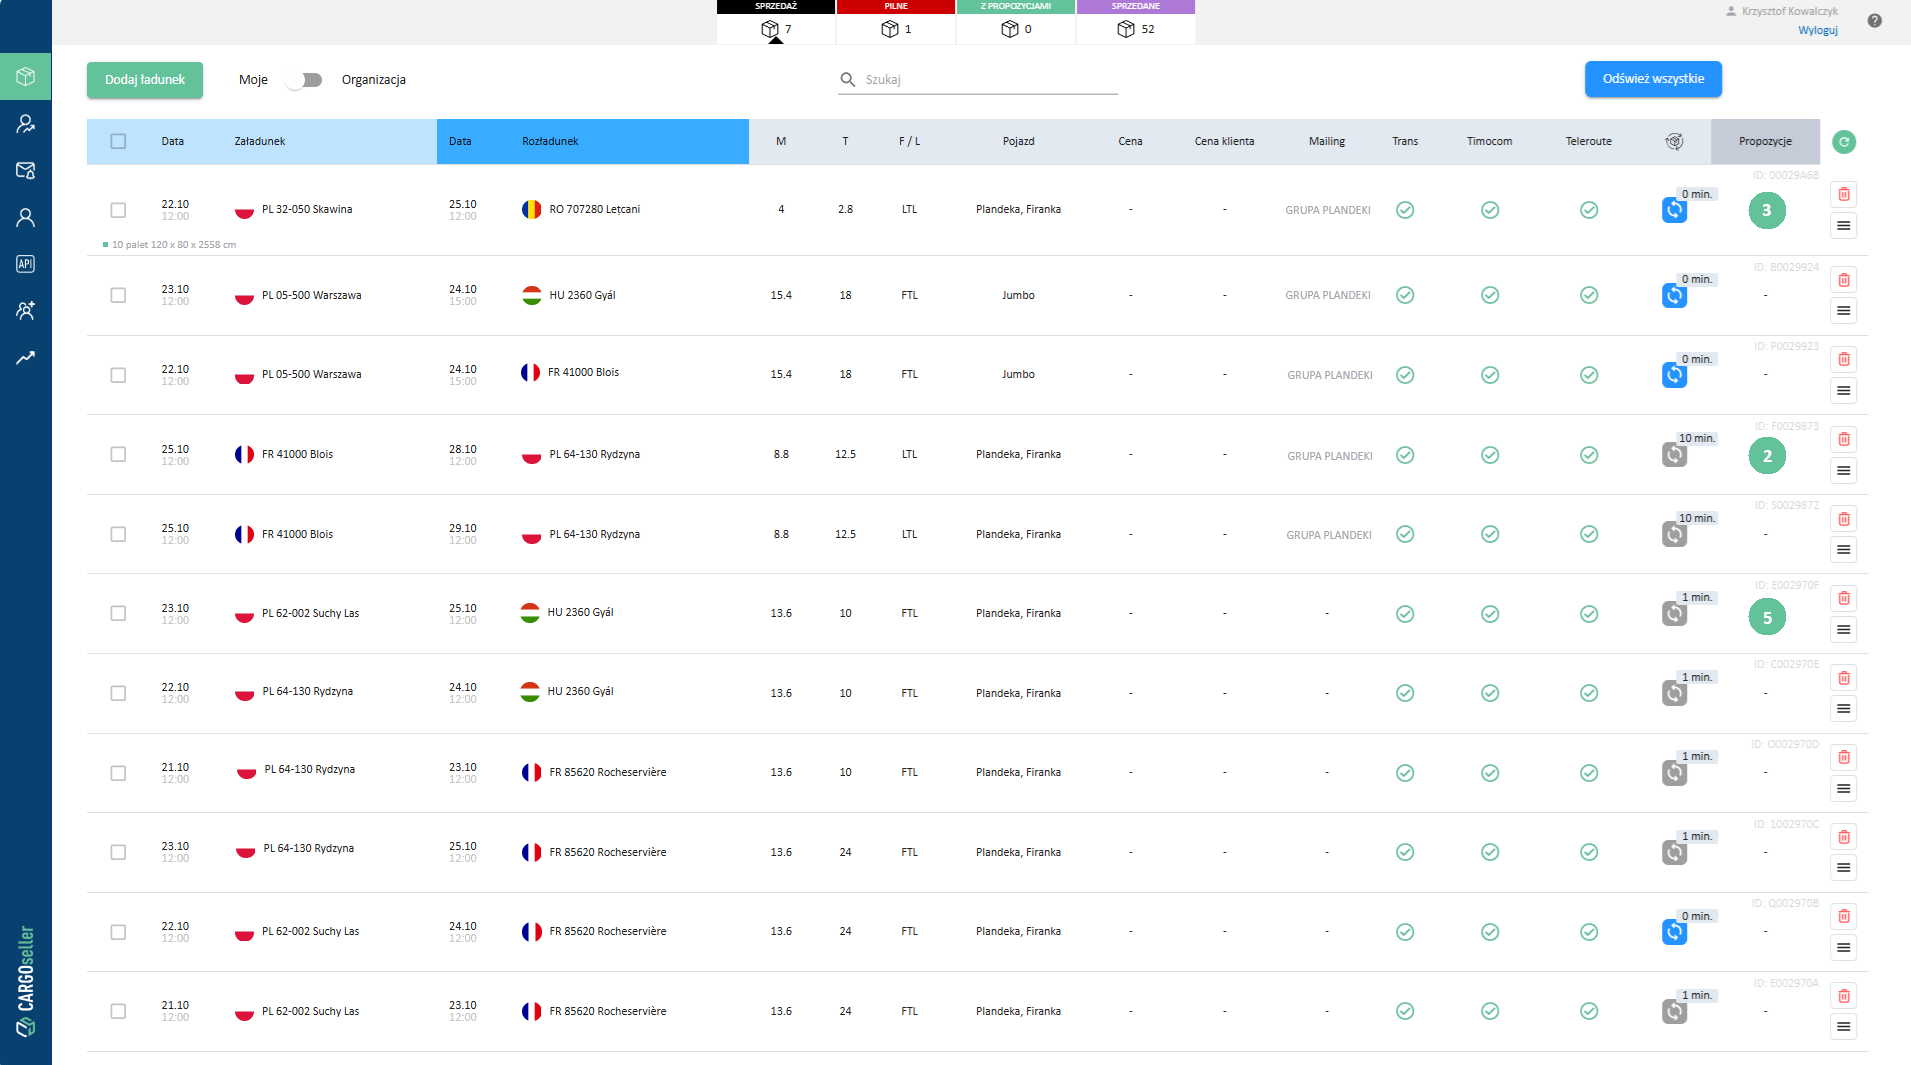 SPRZEDAŻ PILNE Z PROPOZYCJAMI SPRZEDANE
7 1 0 52
Krzysztof Kowalczyk
Wyloguj
?
Dodaj ładunek Moje Organizacja Szukaj Odśwież wszystkie
Data Załadunek Data Rozładunek M T F / L Pojazd Cena Cena klienta Mailing Trans Timocom Teleroute Propozycje
ID: 00029A6B
22.10 PL 32-050 Skawina 25.10 RO 707280 Lețcani 4 2.8 LTL Plandeka, Firanka - - GRUPA PLANDEKI 0 min. 3
12:00 12:00
10 palet 120 x 80 x 2558 cm
ID: B0029924
23.10 PL 05-500 Warszawa 24.10 HU 2360 Gyál 15.4 18 FTL Jumbo - - GRUPA PLANDEKI 0 min. -
12:00 15:00
ID: P0029923
22.10 PL 05-500 Warszawa 24.10 FR 41000 Blois 15.4 18 FTL Jumbo - - GRUPA PLANDEKI 0 min. -
12:00 15:00
ID: F0029873
25.10 FR 41000 Blois 28.10 PL 64-130 Rydzyna 8.8 12.5 LTL Plandeka, Firanka - - GRUPA PLANDEKI 10 min. 2
12:00 12:00
ID: S0029872
25.10 FR 41000 Blois 29.10 PL 64-130 Rydzyna 8.8 12.5 LTL Plandeka, Firanka - - GRUPA PLANDEKI 10 min. -
12:00 12:00
ID: E002970F
23.10 PL 62-002 Suchy Las 25.10 HU 2360 Gyál 13.6 10 FTL Plandeka, Firanka - - - 1 min. 5
12:00 12:00
ID: C002970E
22.10 PL 64-130 Rydzyna 24.10 HU 2360 Gyál 13.6 10 FTL Plandeka, Firanka - - - 1 min. -
12:00 12:00
ID: O002970D
21.10 PL 64-130 Rydzyna 23.10 FR 85620 Rocheservière 13.6 10 FTL Plandeka, Firanka - - - 1 min. -
12:00 12:00
ID: 1002970C
23.10 PL 64-130 Rydzyna 25.10 FR 85620 Rocheservière 13.6 24 FTL Plandeka, Firanka - - - 1 min. -
12:00 12:00
ID: Q002970B
22.10 PL 62-002 Suchy Las 24.10 FR 85620 Rocheservière 13.6 24 FTL Plandeka, Firanka - - - 0 min. -
12:00 12:00
ID: E002970A
21.10 PL 62-002 Suchy Las 23.10 FR 85620 Rocheservière 13.6 24 FTL Plandeka, Firanka - - - 1 min. -
12:00 12:00
API
CARGOseller